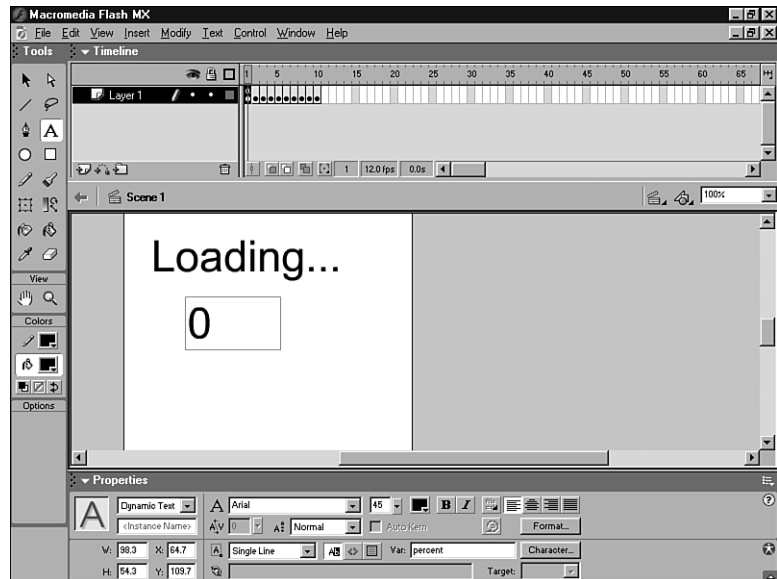 Macromedia Flash MX
File Edit View Insert Modify Text Control Window Help
Tools Timeline
1 5 10 15 20 25 30 35 40 45 50 55 60 65
Layer 1
A
1 12.0 fps 0.0s
Scene 1 100%
Loading...
0
View
Colors
Options
Properties
A Dynamic Text A Arial 45 B I
<Instance Name> A V 0 A Normal Auto Kern Format...
W: 98.3 X: 64.7 A Single Line AB <> Var: percent Character...
H: 54.3 Y: 109.7 Target: